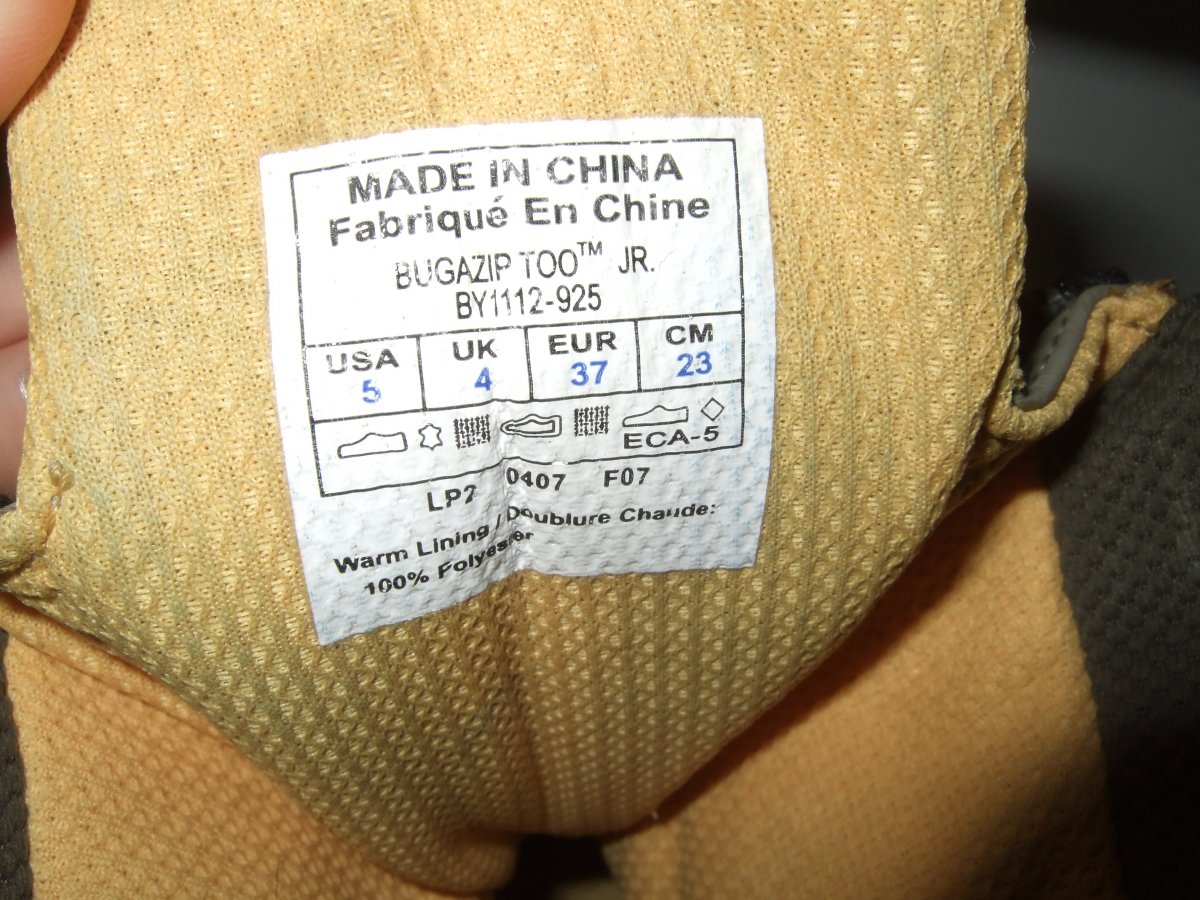 MADE IN CHINA
Fabriqué En Chine
BUGAZIP TOO™ JR.
BY1112-925
USA UK EUR CM
5 4 37 23
ECA-5
LP2 0407 F07
Warm Lining / Doublure Chaude:
100% Polyester